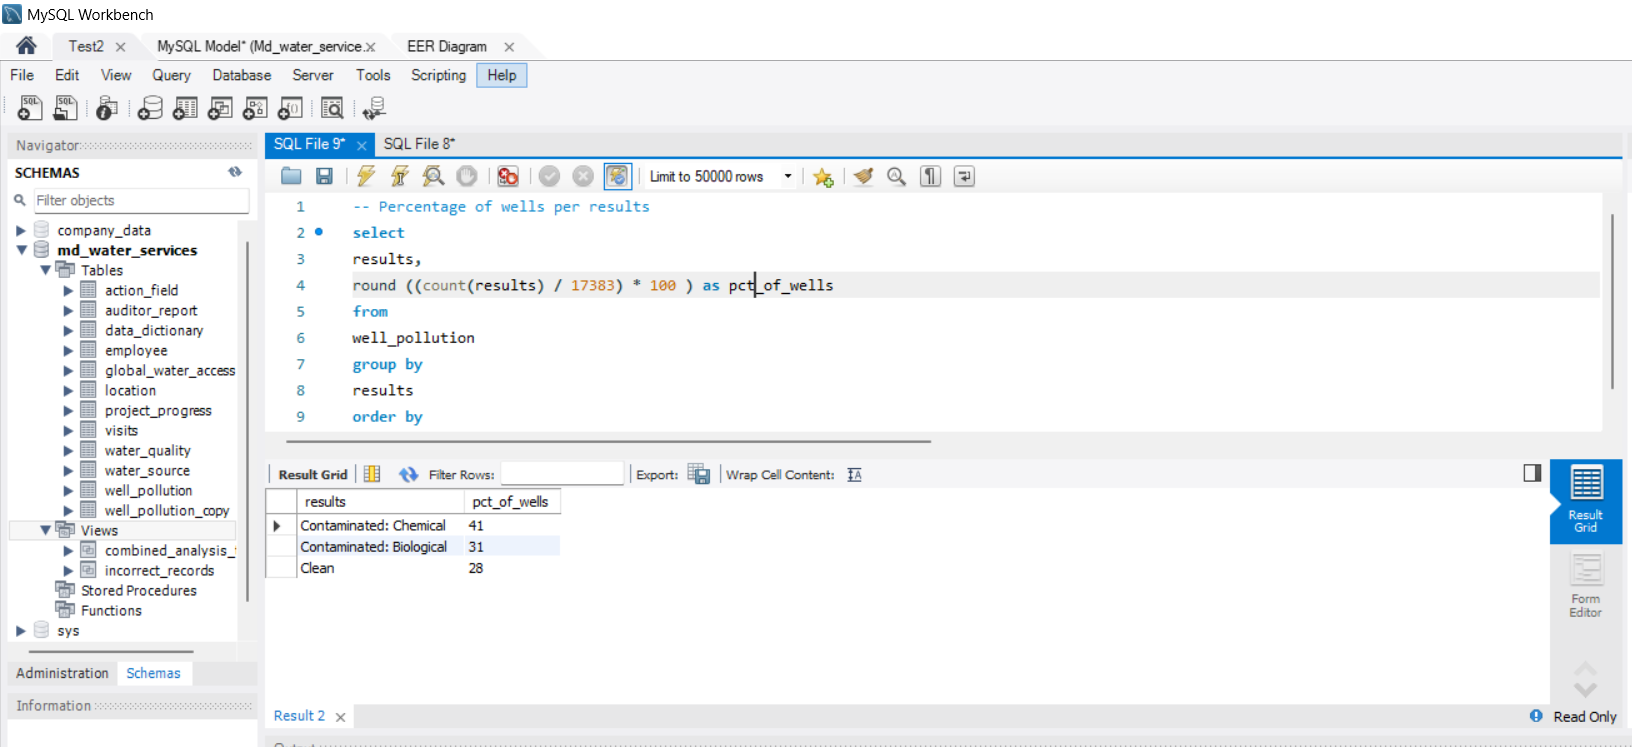 MySQL Workbench
Test2
MySQL Model* (Md_water_service.
EER Diagram
File Edit View Query Database Server Tools Scripting Help
Navigator
SQL File 9*
SQL File 8*
SCHEMAS
Limit to 50000 rows
Filter objects
company_data
md_water_services
Tables
action_field
auditor_report
data_dictionary
employee
global_water_access
location
project_progress
visits
water_quality
water_source
well_pollution
well_pollution_copy
Views
combined_analysis_
incorrect_records
Stored Procedures
Functions
sys
Administration Schemas
Information
1 -- Percentage of wells per results
2 select
3 results,
4 round ((count(results) / 17383) * 100 ) as pct_of_wells
5 from
6 well_pollution
7 group by
8 results
9 order by
Result Grid Filter Rows: Export: Wrap Cell Content:
results pct_of_wells
Contaminated: Chemical 41
Contaminated: Biological 31
Clean 28
Result
Grid
Form
Editor
Result 2
Read Only